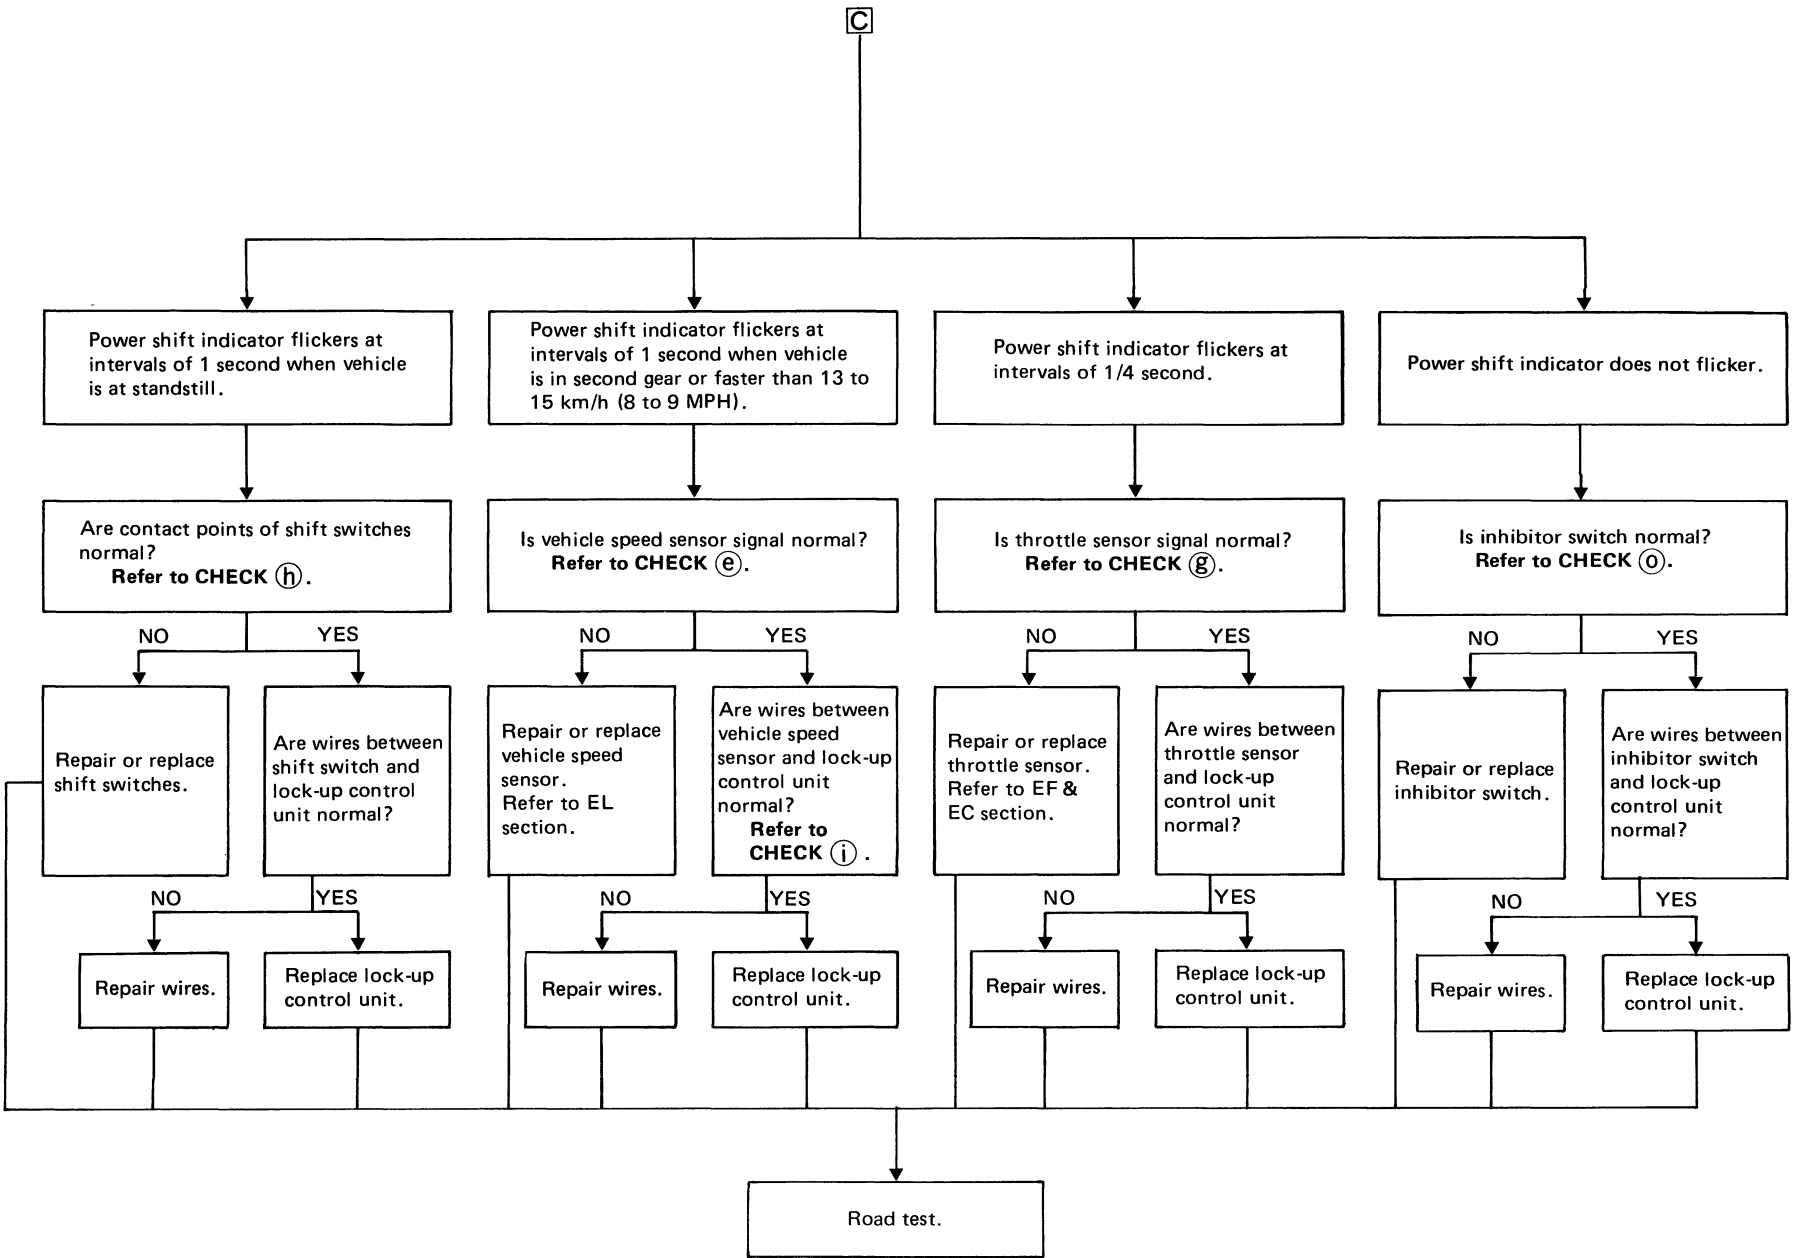 C
Power shift indicator flickers at
intervals of 1 second when vehicle
is at standstill.
Power shift indicator flickers at
intervals of 1 second when vehicle
is in second gear or faster than 13 to
15 km/h (8 to 9 MPH).
Power shift indicator flickers at
intervals of 1/4 second.
Power shift indicator does not flicker.
Are contact points of shift switches
normal?
Refer to CHECK ⓗ.
Is vehicle speed sensor signal normal?
Refer to CHECK ⓔ.
Is throttle sensor signal normal?
Refer to CHECK ⓖ.
Is inhibitor switch normal?
Refer to CHECK ⓞ.
NO
YES
NO
YES
NO
YES
NO
YES
Repair or replace
shift switches.
Are wires between
shift switch and
lock-up control
unit normal?
Repair or replace
vehicle speed
sensor.
Refer to EL
section.
Are wires between
vehicle speed
sensor and lock-up
control unit
normal?
Refer to
CHECK ⓘ.
Repair or replace
throttle sensor.
Refer to EF &
EC section.
Are wires between
throttle sensor
and lock-up
control unit
normal?
Repair or replace
inhibitor switch.
Are wires between
inhibitor switch
and lock-up
control unit
normal?
NO
YES
NO
YES
NO
YES
NO
YES
Repair wires.
Replace lock-up
control unit.
Repair wires.
Replace lock-up
control unit.
Repair wires.
Replace lock-up
control unit.
Repair wires.
Replace lock-up
control unit.
Road test.